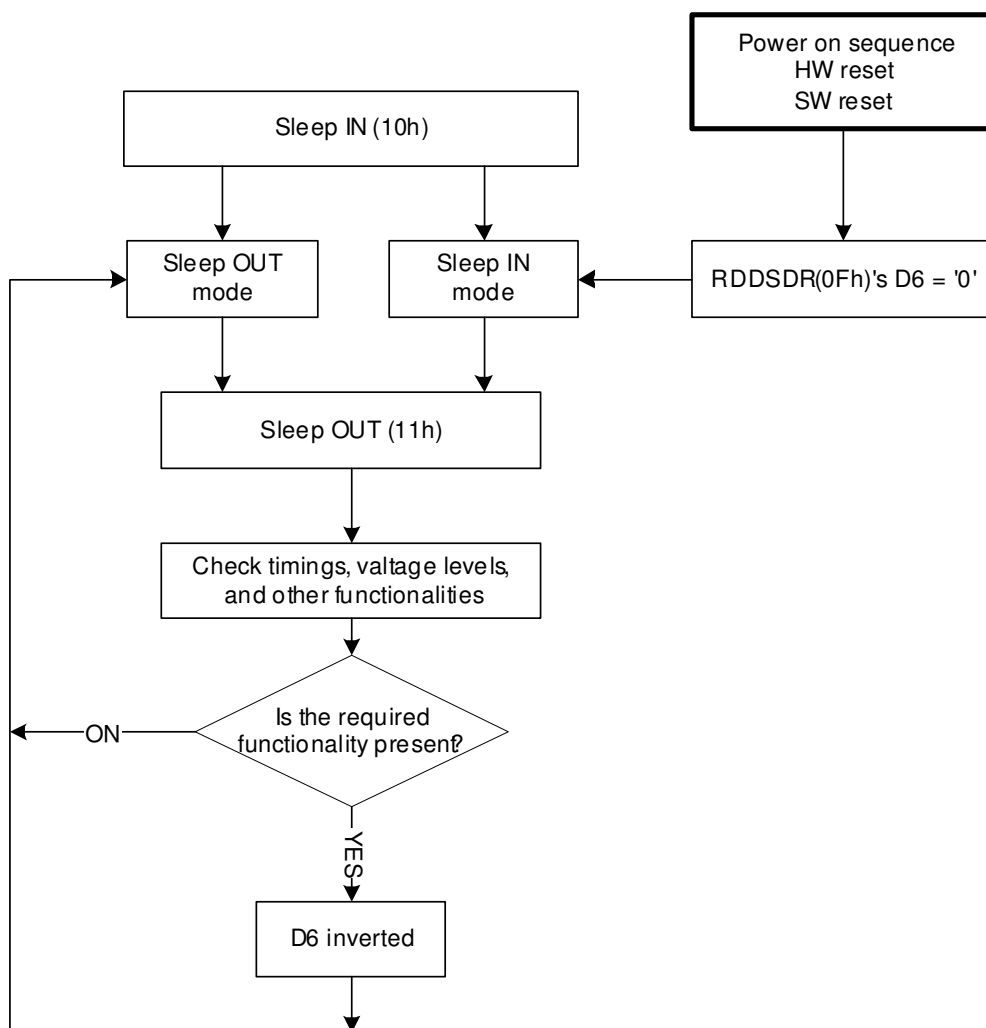 Power on sequence
HW reset
SW reset
Sleep IN (10h)
Sleep OUT
mode
Sleep IN
mode
RDDSDR(0Fh)'s D6 = '0'
Sleep OUT (11h)
Check timings, valtage levels,
and other functionalities
Is the required
functionality present?
ON
YES
D6 inverted